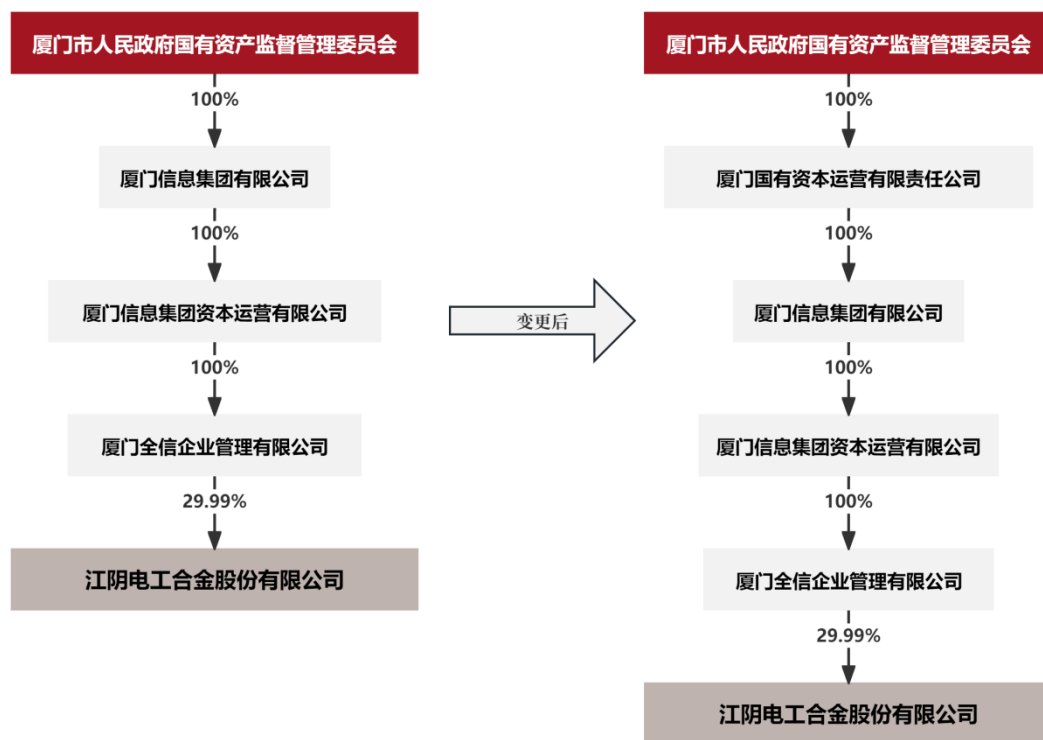 厦门市人民政府国有资产监督管理委员会
100%
厦门信息集团有限公司
100%
厦门信息集团资本运营有限公司
100%
厦门全信企业管理有限公司
29.99%
江阴电工合金股份有限公司
变更后
厦门市人民政府国有资产监督管理委员会
100%
厦门国有资本运营有限责任公司
100%
厦门信息集团有限公司
100%
厦门信息集团资本运营有限公司
100%
厦门全信企业管理有限公司
29.99%
江阴电工合金股份有限公司